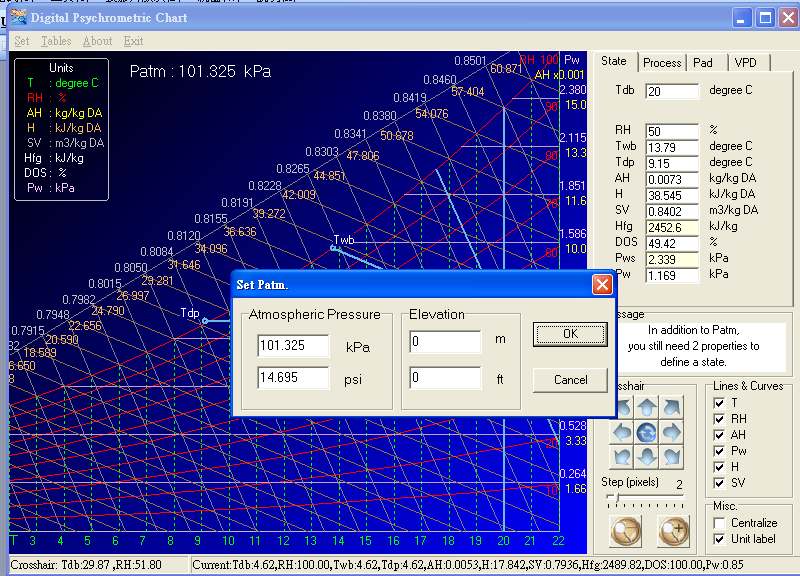 Digital Psychrometric Chart
Set Tables About Exit
Units
T : degree C
RH : %
AH : kg/kg DA
H : kJ/kg DA
SV : m3/kg DA
Hfg : kJ/kg
DOS : %
Pw : kPa
Patm : 101.325 kPa
RH 100
Pw
AH x0.001
0.8501
60.871
0.8460
57.404
0.8419
54.076
0.8380
50.878
0.8341
47.806
0.8303
44.851
0.8265
42.009
0.8228
39.272
0.8191
36.636
0.8155
34.096
0.8120
31.646
0.8084
29.281
0.8050
26.997
0.8015
24.790
0.7982
22.656
0.7948
20.590
0.7915
18.589
2.380
15.0
90
2.115
13.3
80
1.851
11.6
70
1.586
10.0
60
0.528
3.33
0.264
1.66
10
Twb
Tdp
T 3 4 5 6 7 8 9 10 11 12 13 14 15 16 17 18 19 20 21 22
State Process Pad VPD
Tdb 20 degree C
RH 50 %
Twb 13.79 degree C
Tdp 9.15 degree C
AH 0.0073 kg/kg DA
H 38.545 kJ/kg DA
SV 0.8402 m3/kg DA
Hfg 2452.6 kJ/kg
DOS 49.42 %
Pws 2.339 kPa
Pw 1.169 kPa
Set Patm.
Atmospheric Pressure
101.325 kPa
14.695 psi
Elevation
0 m
0 ft
OK
Cancel
In addition to Patm,
you still need 2 properties to
define a state.
Step (pixels) 2
Lines & Curves
T
RH
AH
Pw
H
SV
Misc.
Centralize
Unit label
Crosshair: Tdb:29.87 ,RH:51.80
Current:Tdb:4.62,RH:100.00,Twb:4.62,Tdp:4.62,AH:0.0053,H:17.842,SV:0.7936,Hfg:2489.82,DOS:100.00,Pw:0.85